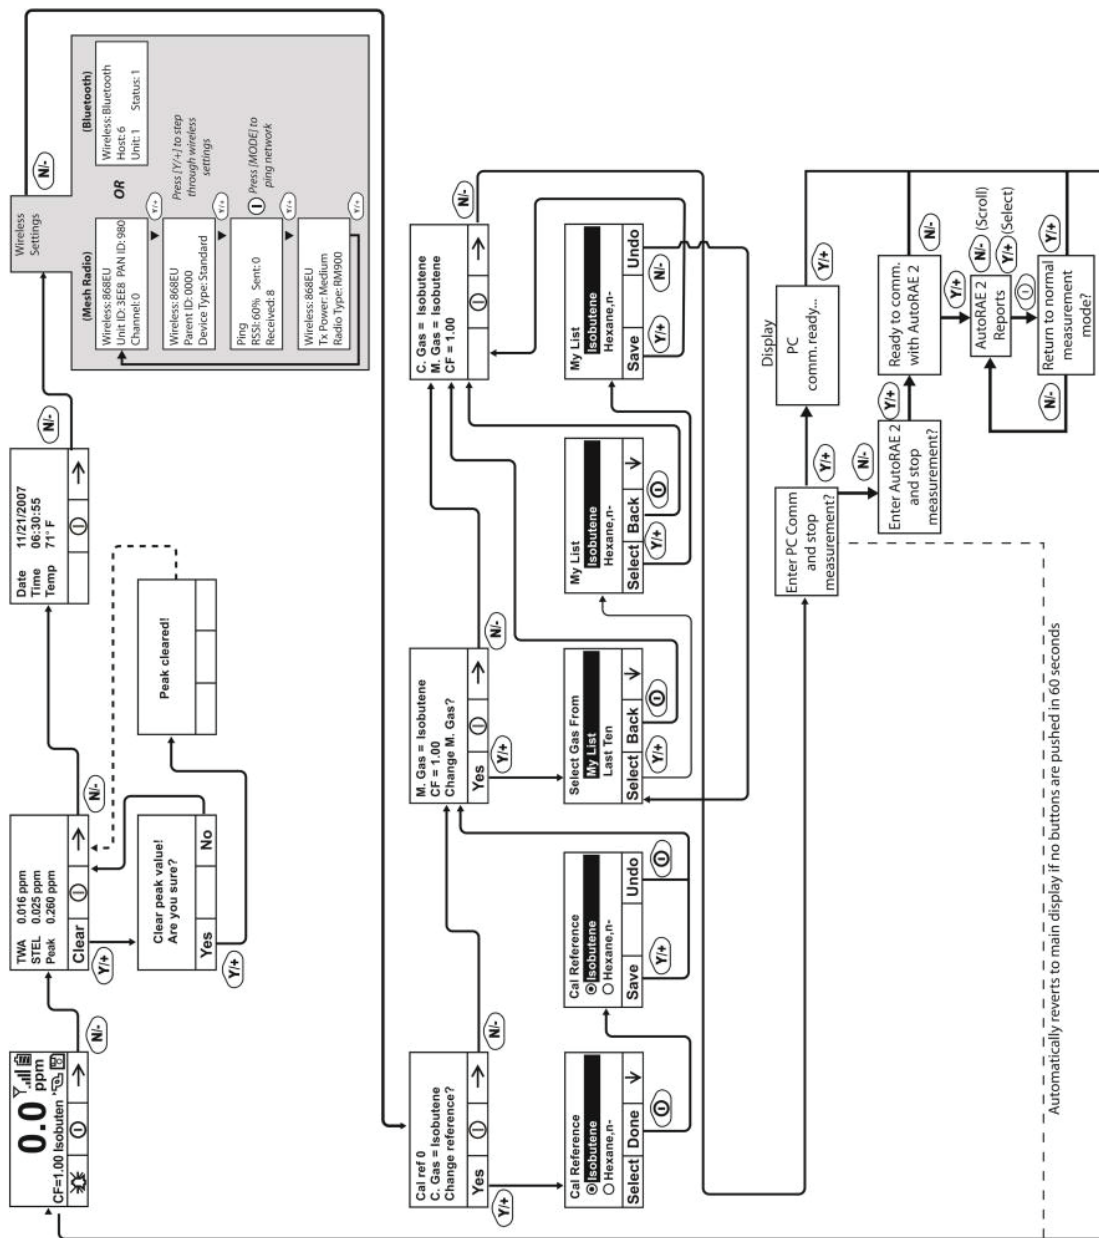 0.0 ppm
CF=1.00 Isobuten
N/-
TWA 0.016 ppm
STEL 0.025 ppm
Peak 0.260 ppm
Clear
Y/+
N/-
Clear peak value!
Are you sure?
Yes No
Y/+
Peak cleared!
Date 11/21/2007
Time 06:30:55
Temp 71° F
N/-
Wireless
Settings
N/-
(Mesh Radio)
Wireless: 868EU
Unit ID: 3EE8 PAN ID: 980
Channel: 0
Y/+
OR
(Bluetooth)
Wireless: Bluetooth
Host: 6
Unit: 1 Status: 1
Wireless: 868EU
Parent ID: 0000
Device Type: Standard
Y/+
Press [Y/+] to step
through wireless
settings
Ping
RSSI: 60% Sent: 0
Received: 8
Y/+
Press [MODE] to
ping network
Wireless: 868EU
Tx Power: Medium
Radio Type: RM900
Y/+
Cal ref 0
C. Gas = Isobutene
Change reference?
Yes
Y/+
N/-
Cal Reference
Isobutene
Hexane,n-
Select Done
Cal Reference
Isobutene
Hexane,n-
Save Undo
Y/+
M. Gas = Isobutene
CF = 1.00
Change M. Gas?
Yes
Y/+
N/-
Select Gas From
My List
Last Ten
Select Back
Y/+
My List
Isobutene
Hexane,n-
Select Back
Y/+
My List
Isobutene
Hexane,n-
Save Undo
Y/+ N/-
C. Gas = Isobutene
M. Gas = Isobutene
CF = 1.00
N/-
Enter PC Comm
and stop
measurement?
Y/+
N/-
Display
PC
comm. ready...
Y/+
Enter AutoRAE 2
and stop
measurement?
Y/+
Ready to comm.
with AutoRAE 2
N/-
Y/+
AutoRAE 2
Reports
N/- (Scroll)
Y/+ (Select)
Return to normal
measurement
mode?
N/-
Y/+
Automatically reverts to main display if no buttons are pushed in 60 seconds